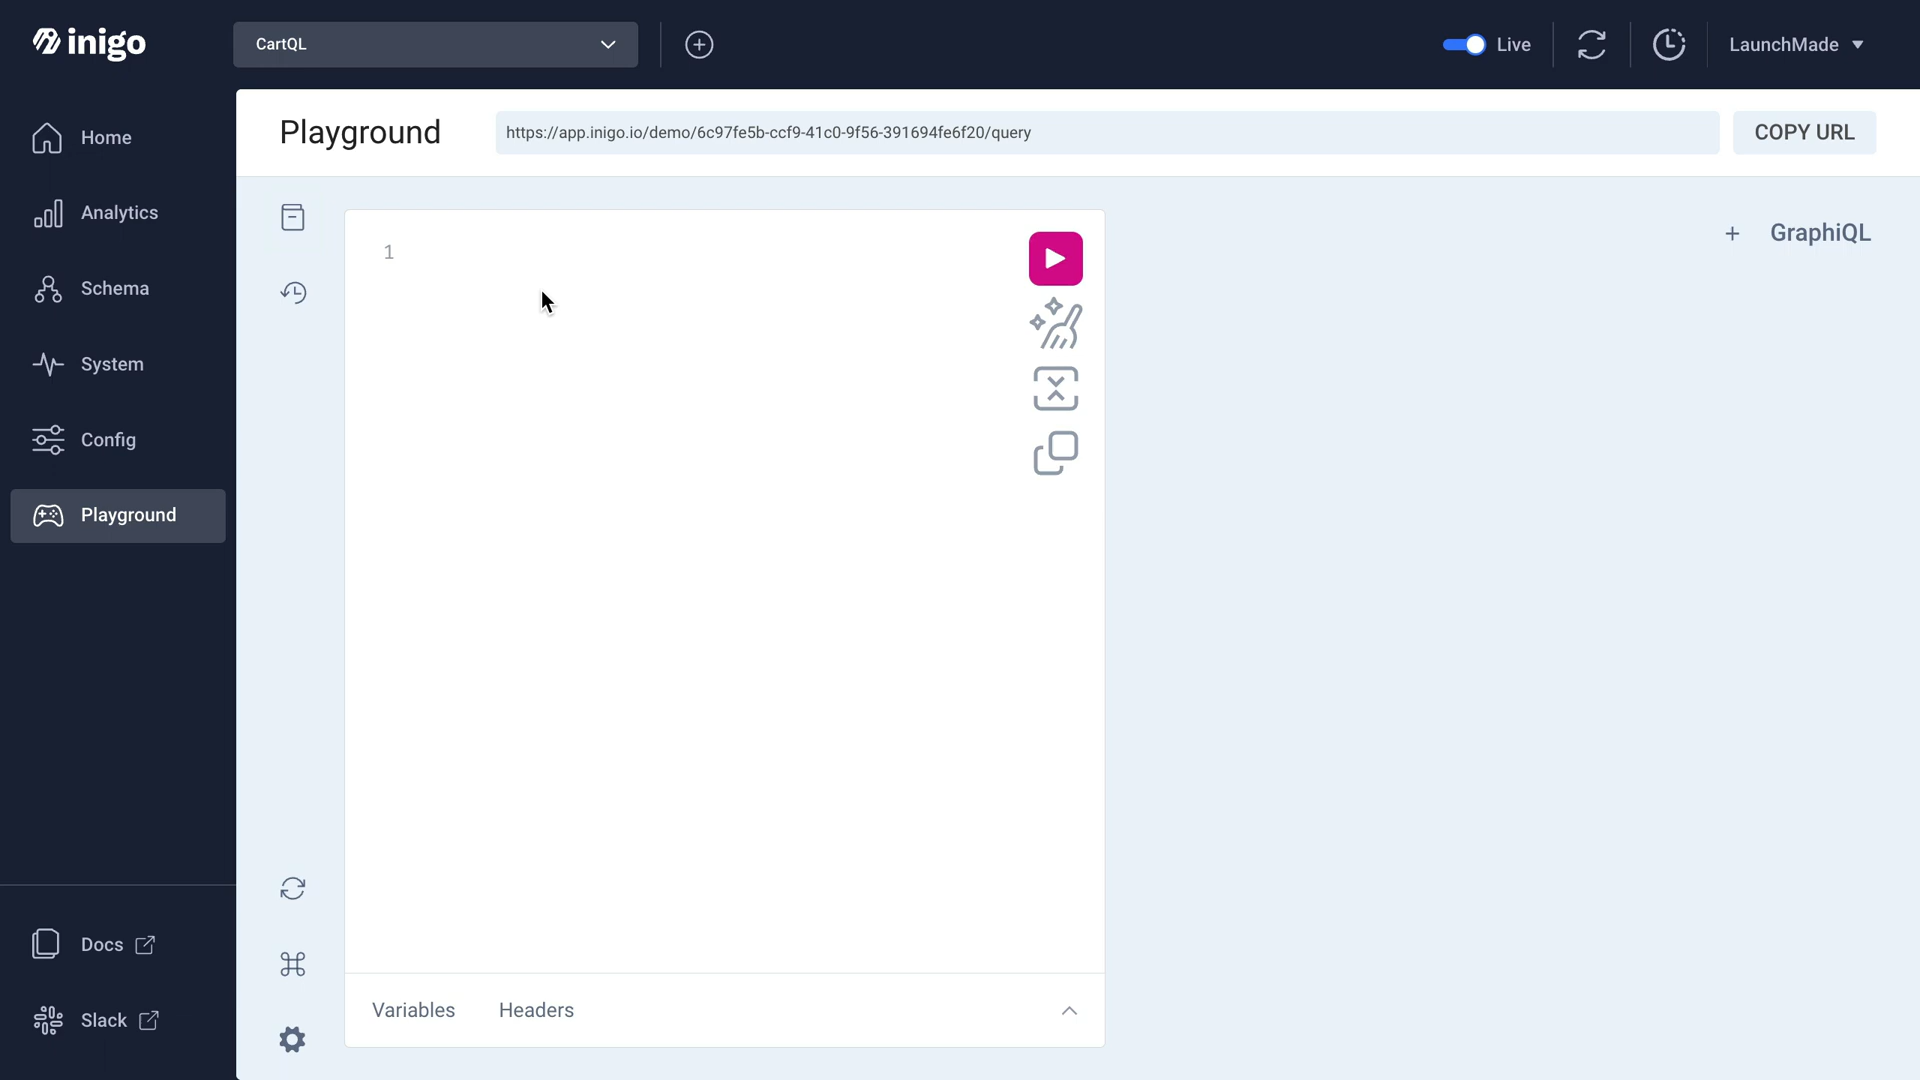 inigo
CartQL
Live
LaunchMade
Home
Analytics
Schema
System
Config
Playground
Docs
Slack
Playground
https://app.inigo.io/demo/6c97fe5b-ccf9-41c0-9f56-391694fe6f20/query
COPY URL
1
+ GraphiQL
Variables
Headers